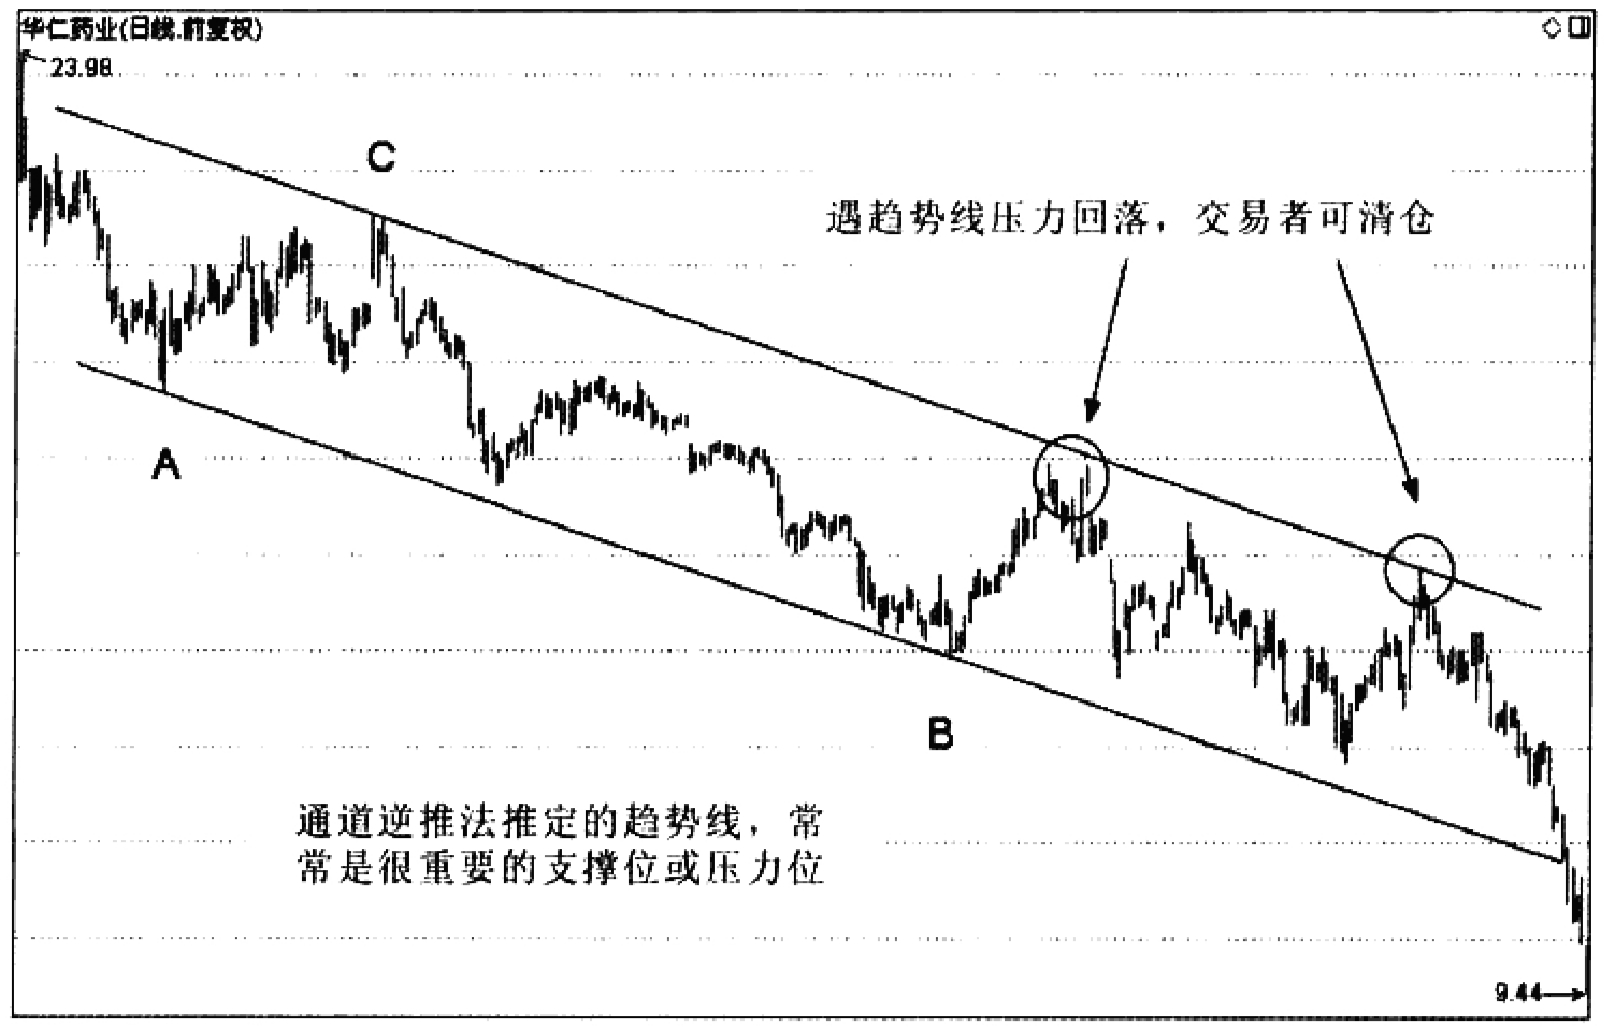 华仁药业(日线.前复权)
23.98
C
遇趋势线压力回落，交易者可清仓
A
B
通道逆推法推定的趋势线，常
常是很重要的支撑位或压力位
9.44